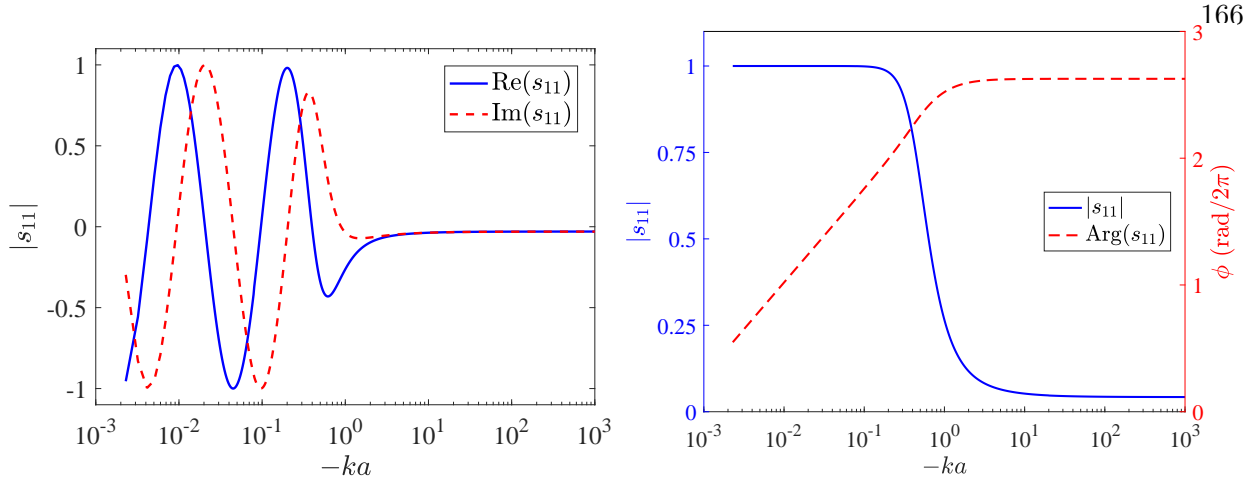 166
1
0.5
0
-0.5
-1
|s₁₁|
Re(s₁₁)
Im(s₁₁)
10⁻³ 10⁻² 10⁻¹ 10⁰ 10¹ 10² 10³
−ka
1
0.75
0.5
0.25
0
|s₁₁|
|s₁₁|
Arg(s₁₁)
3
2
1
0
ϕ (rad/2π)
10⁻³ 10⁻² 10⁻¹ 10⁰ 10¹ 10² 10³
−ka